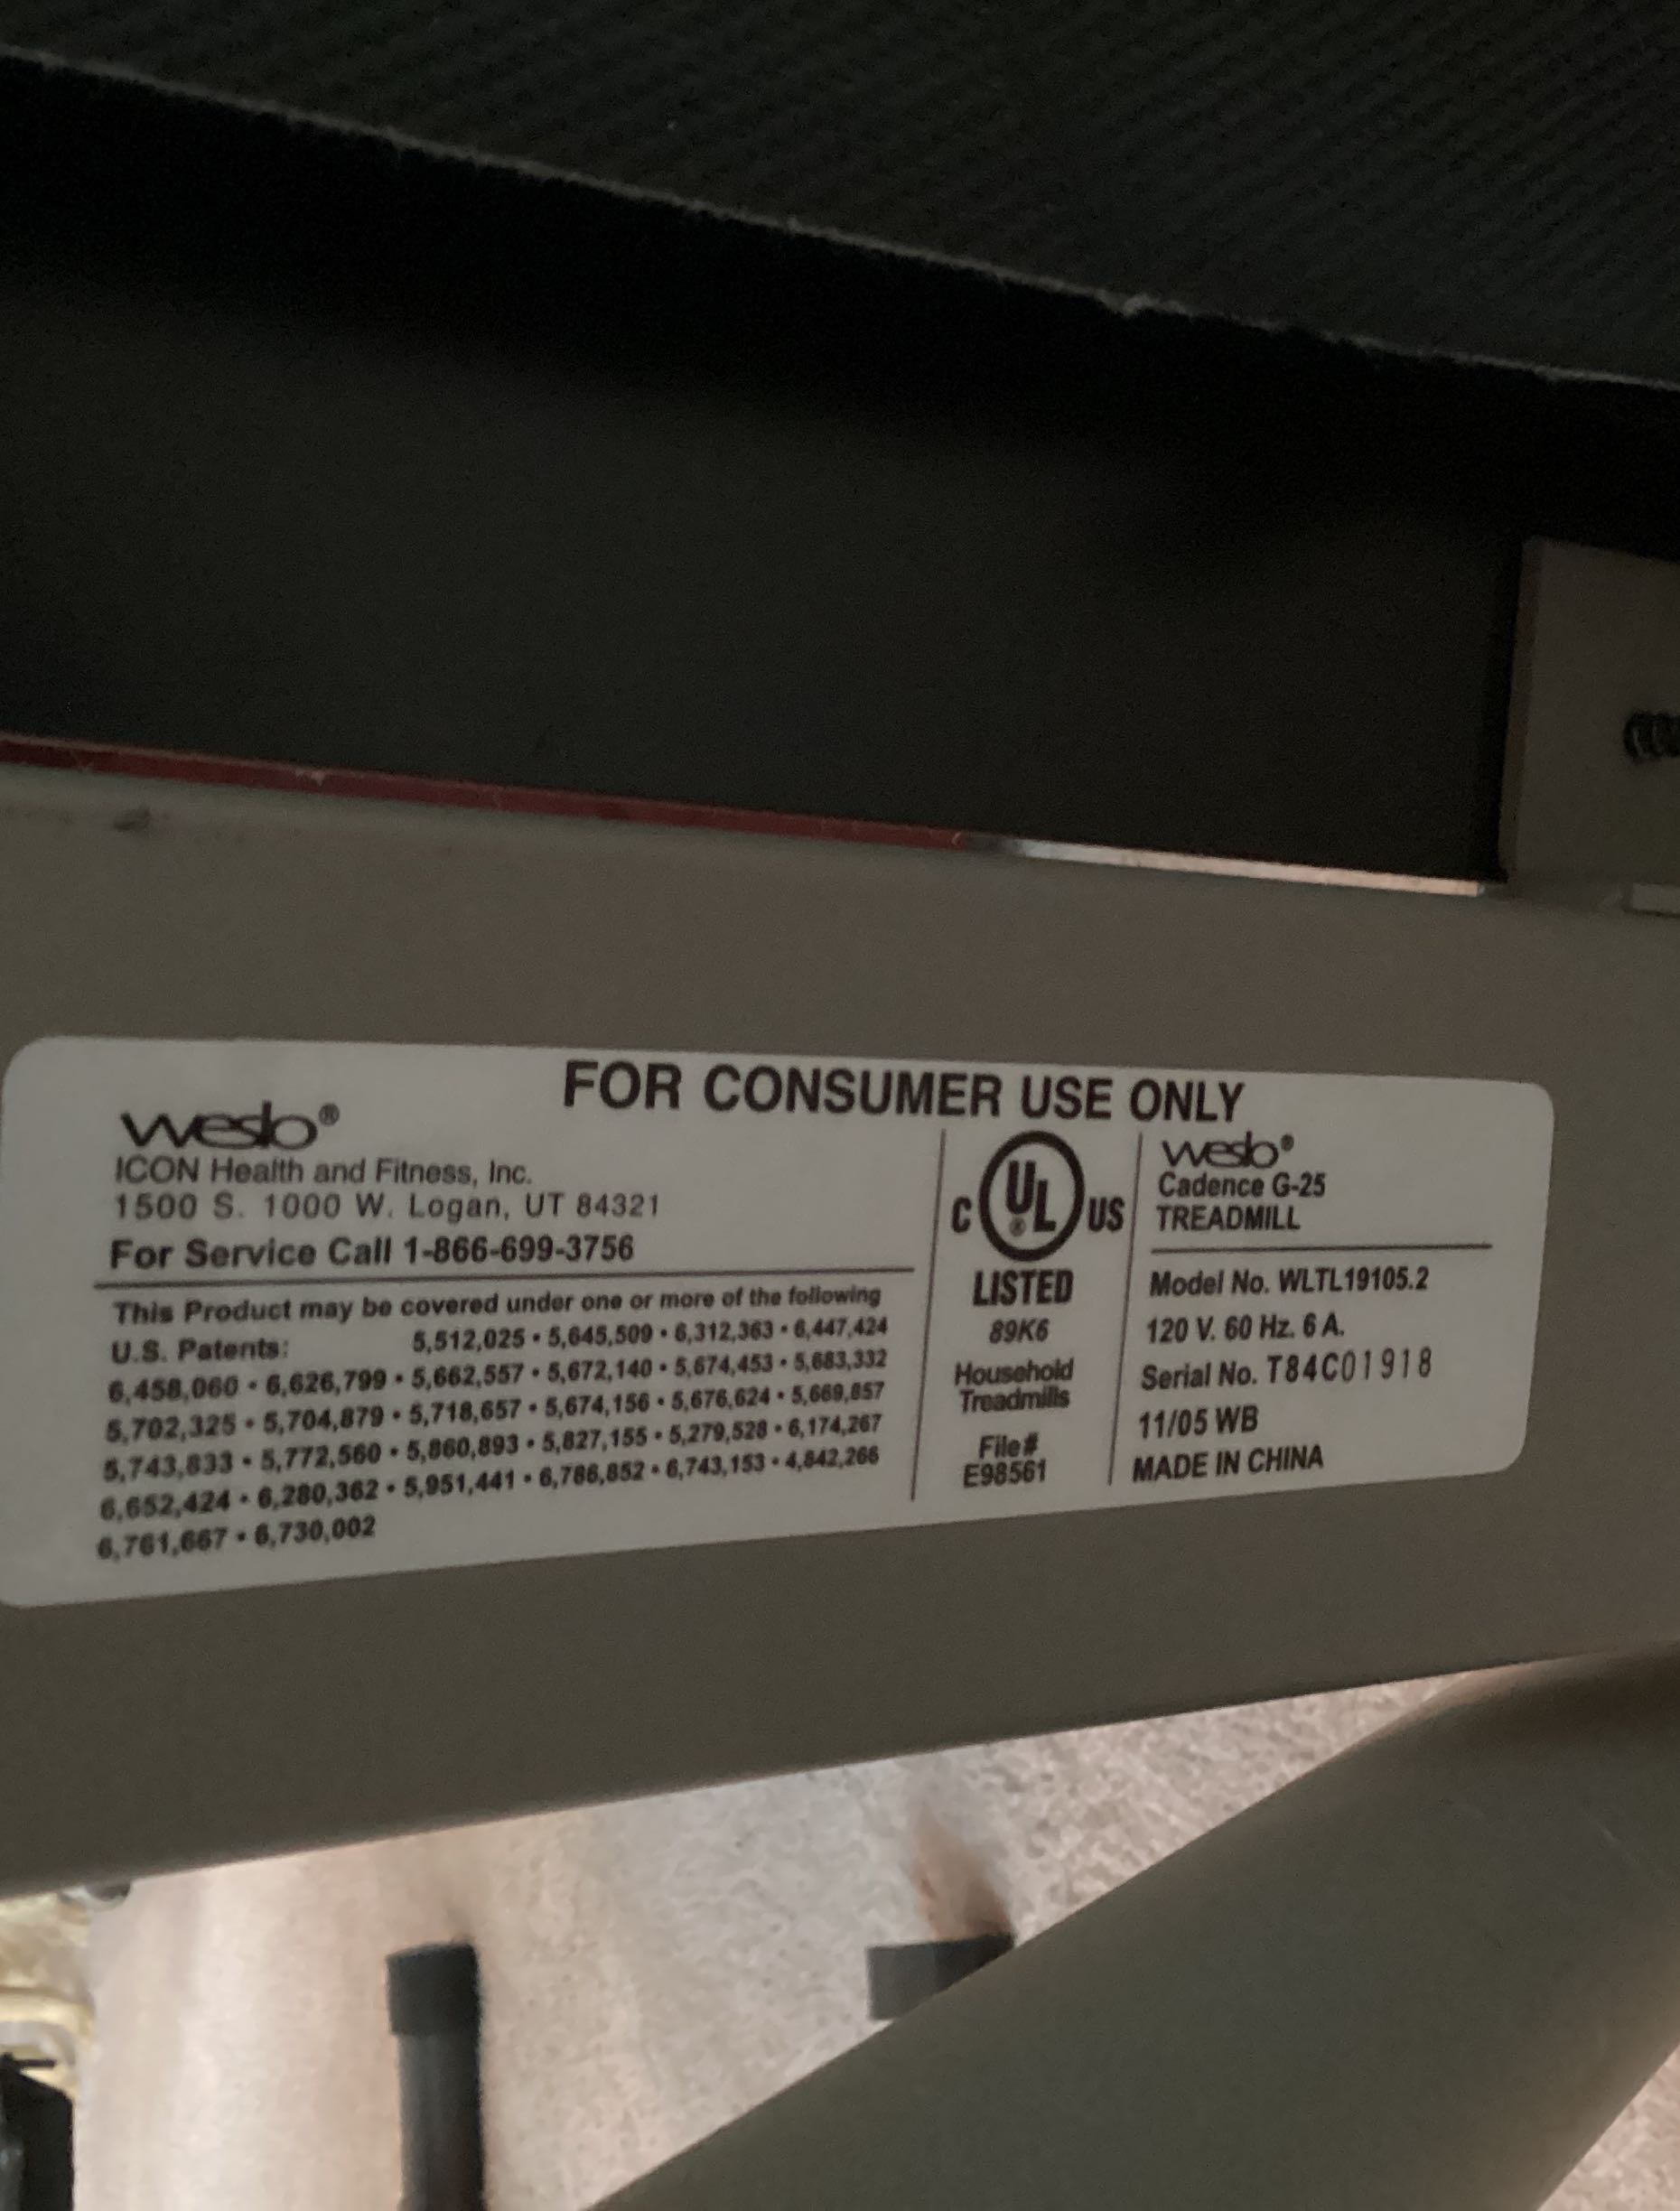 FOR CONSUMER USE ONLY
weslo®
ICON Health and Fitness, Inc.
1500 S. 1000 W. Logan, UT 84321
For Service Call 1-866-699-3756
This Product may be covered under one or more of the following
U.S. Patents: 5,512,025 • 5,645,509 • 6,312,363 • 6,447,424
6,458,060 • 6,626,799 • 5,662,557 • 5,672,140 • 5,674,453 • 5,683,332
5,702,325 • 5,704,879 • 5,718,657 • 5,674,156 • 5,676,624 • 5,669,857
5,743,833 • 5,772,560 • 5,860,893 • 5,827,155 • 5,279,528 • 6,174,267
6,652,424 • 6,280,362 • 5,951,441 • 6,786,852 • 6,743,153 • 4,842,266
6,761,667 • 6,730,002
C UL® US
LISTED
89K6
Household
Treadmills
File#
E98561
weslo®
Cadence G-25
TREADMILL
Model No. WLTL19105.2
120 V. 60 Hz. 6 A.
Serial No. T84C01918
11/05 WB
MADE IN CHINA